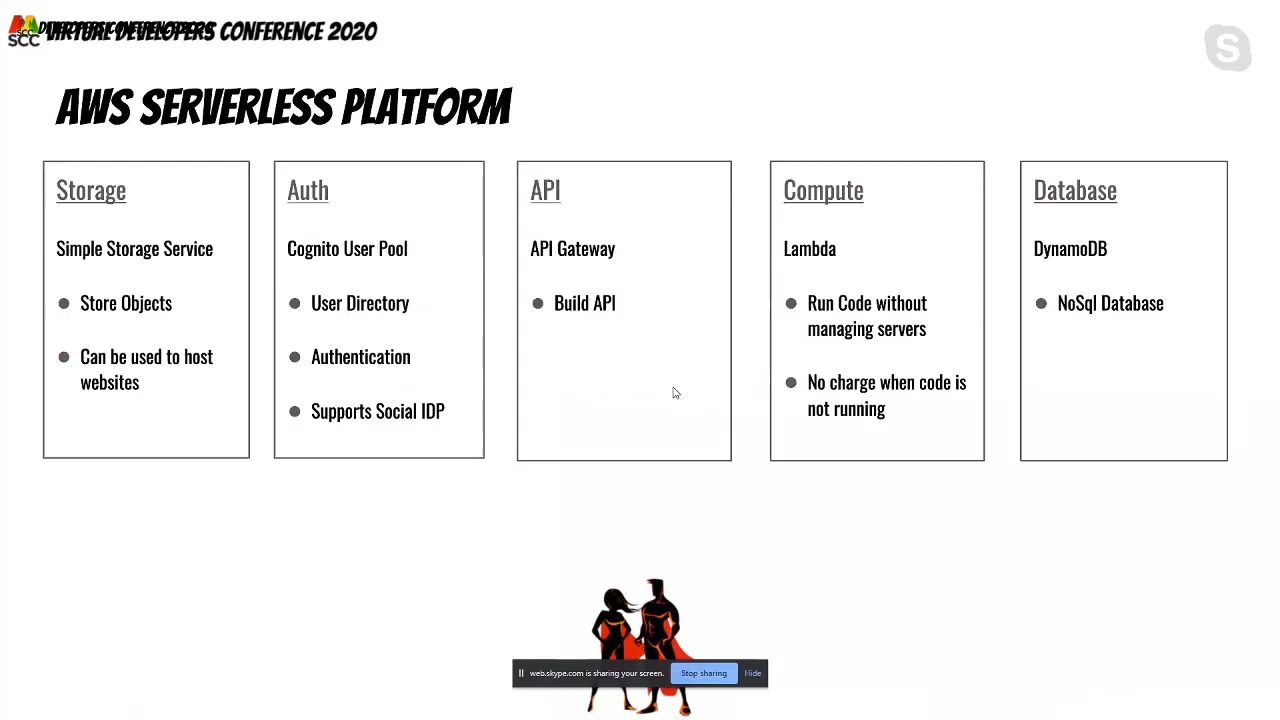 VIRTUAL DEVELOPERS CONFERENCE 2020
SCC
AWS SERVERLESS PLATFORM
Storage
Simple Storage Service
Store Objects
Can be used to host
websites
Auth
Cognito User Pool
User Directory
Authentication
Supports Social IDP
API
API Gateway
Build API
Compute
Lambda
Run Code without
managing servers
No charge when code is
not running
Database
DynamoDB
NoSql Database
web.skype.com is sharing your screen.
Stop sharing
Hide